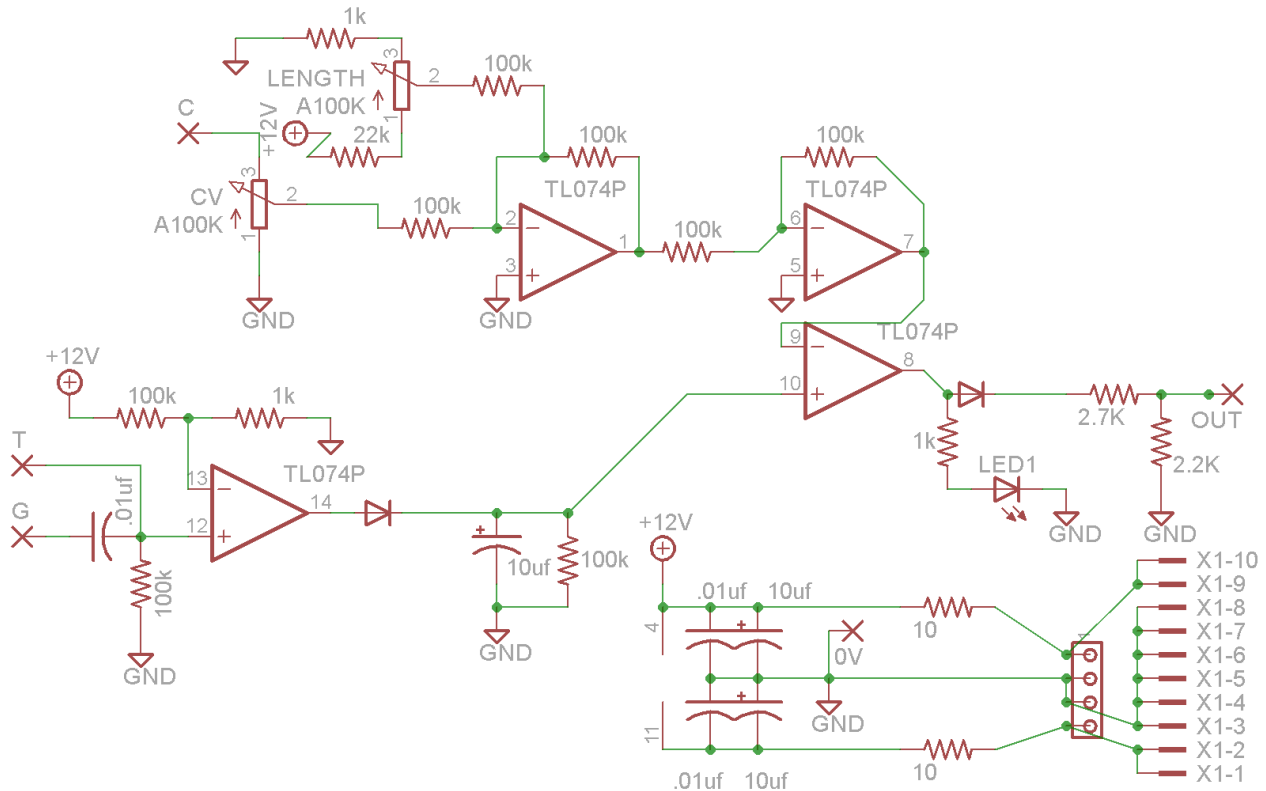 1k
3
LENGTH
2
100k
A100K
C
+12V
1
22k
100k
100k
TL074P
TL074P
3
CV
2
A100K
1
100k
2
1
3
100k
6
7
5
GND
GND
TL074P
9
8
10
+12V
100k
1k
2.7K
OUT
T
TL074P
13
14
1k
LED1
2.2K
G
.01uf
12
+12V
GND
GND
100k
10uf
100k
GND
GND
.01uf
10uf
4
10
0V
GND
11
10
.01uf
10uf
1
X1-10
X1-9
X1-8
X1-7
X1-6
X1-5
X1-4
X1-3
X1-2
X1-1